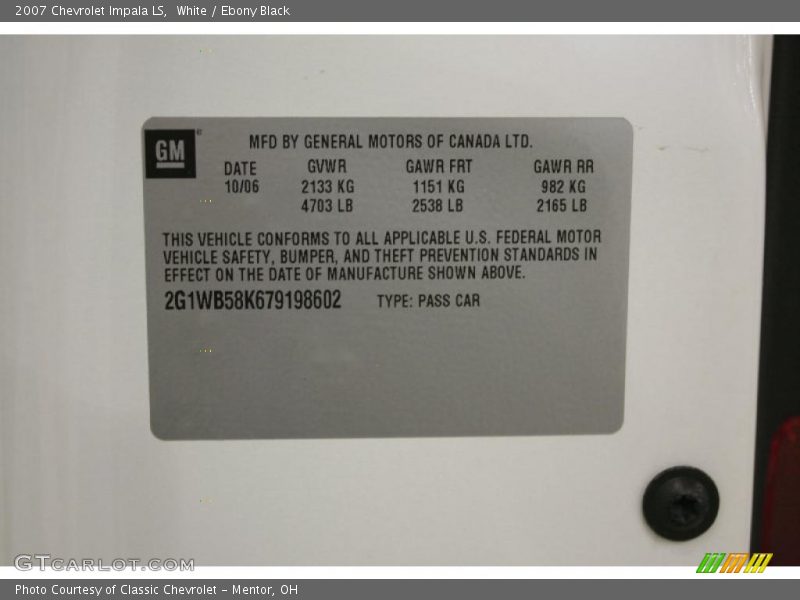 2007 Chevrolet Impala LS, White / Ebony Black
GM
MFD BY GENERAL MOTORS OF CANADA LTD.
DATE GVWR GAWR FRT GAWR RR
10/06 2133 KG 1151 KG 982 KG
4703 LB 2538 LB 2165 LB
THIS VEHICLE CONFORMS TO ALL APPLICABLE U.S. FEDERAL MOTOR
VEHICLE SAFETY, BUMPER, AND THEFT PREVENTION STANDARDS IN
EFFECT ON THE DATE OF MANUFACTURE SHOWN ABOVE.
2G1WB58K679198602 TYPE: PASS CAR
GTCARLOT.COM
Photo Courtesy of Classic Chevrolet - Mentor, OH